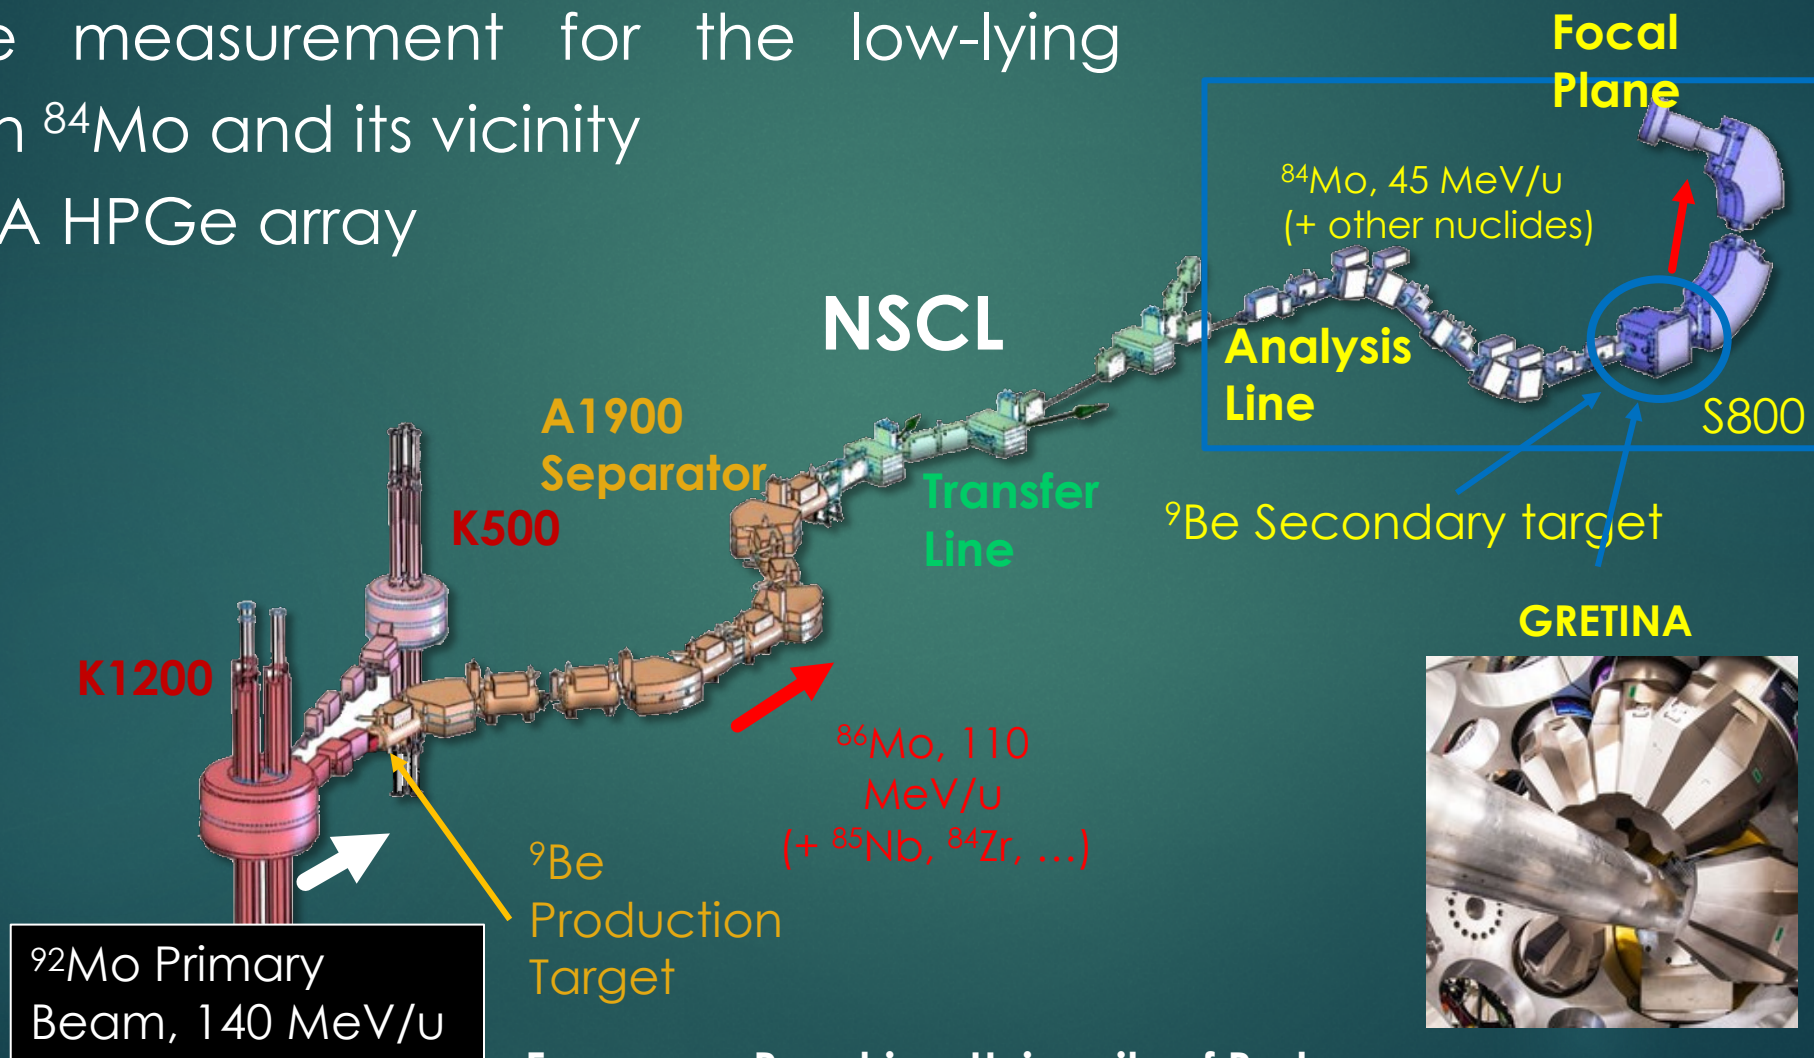 measurement for the low-lying
⁸⁴Mo and its vicinity
HPGe array
Focal
Plane
⁸⁴Mo, 45 MeV/u
(+ other nuclides)
NSCL
Analysis
Line
S800
A1900
Separator
K500
Transfer
Line
⁹Be Secondary target
GRETINA
K1200
⁸⁶Mo, 110
MeV/u
(+ ⁸⁵Nb, ⁸⁴Zr, …)
⁹Be
Production
Target
⁹²Mo Primary
Beam, 140 MeV/u